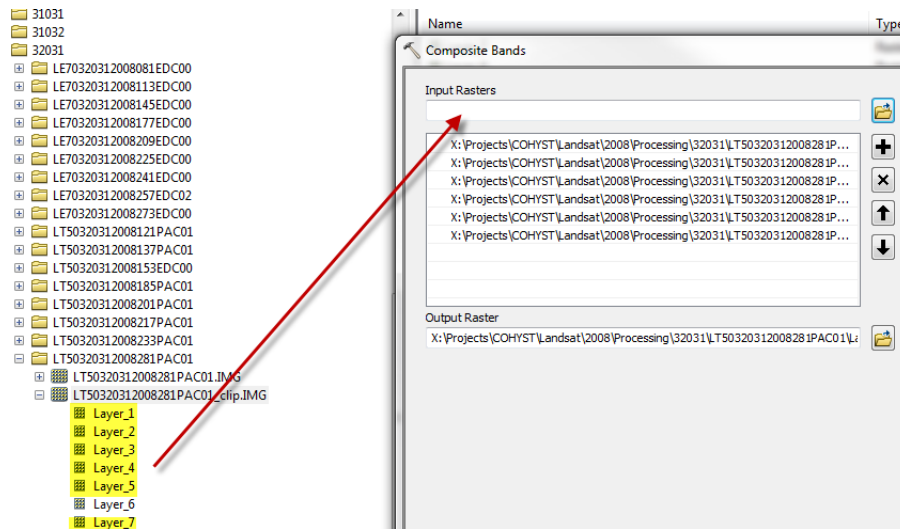 31031
31032
32031
LE70320312008081EDC00
LE70320312008113EDC00
LE70320312008145EDC00
LE70320312008177EDC00
LE70320312008209EDC00
LE70320312008225EDC00
LE70320312008241EDC00
LE70320312008257EDC02
LE70320312008273EDC00
LT50320312008121PAC01
LT50320312008137PAC01
LT50320312008153EDC00
LT50320312008185PAC01
LT50320312008201PAC01
LT50320312008217PAC01
LT50320312008233PAC01
LT50320312008281PAC01
LT50320312008281PAC01.IMG
LT50320312008281PAC01_clip.IMG
Layer_1
Layer_2
Layer_3
Layer_4
Layer_5
Layer_6
Layer_7
Name Type
Composite Bands
Input Rasters
X:\Projects\COHYST\Landsat\2008\Processing\32031\LT50320312008281P...
X:\Projects\COHYST\Landsat\2008\Processing\32031\LT50320312008281P...
X:\Projects\COHYST\Landsat\2008\Processing\32031\LT50320312008281P...
X:\Projects\COHYST\Landsat\2008\Processing\32031\LT50320312008281P...
X:\Projects\COHYST\Landsat\2008\Processing\32031\LT50320312008281P...
X:\Projects\COHYST\Landsat\2008\Processing\32031\LT50320312008281P...
Output Raster
X:\Projects\COHYST\Landsat\2008\Processing\32031\LT50320312008281PAC01\La